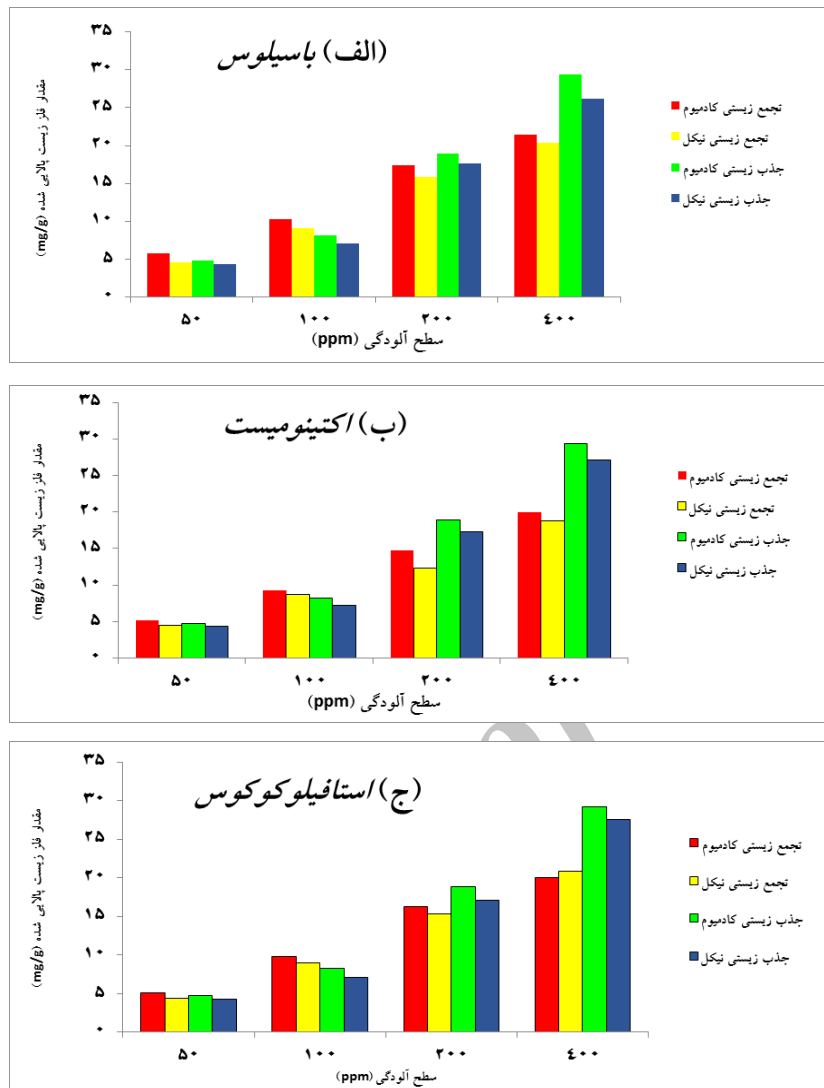 الف) باسیلوس
مقدار فلز زیست پالایی شده (mg/g)
۳۵
۳۰
۲۵
۲۰
۱۵
۱۰
۵
۰
تجمع زیستی کادمیوم
تجمع زیستی نیکل
جذب زیستی کادمیوم
جذب زیستی نیکل
۵۰ ۱۰۰ ۲۰۰ ٤۰۰
سطح آلودگی (ppm)
ب) اکتینومیست
مقدار فلز زیست پالایی شده (mg/g)
۳۵
۳۰
۲۵
۲۰
۱۵
۱۰
۵
۰
تجمع زیستی کادمیوم
تجمع زیستی نیکل
جذب زیستی کادمیوم
جذب زیستی نیکل
۵۰ ۱۰۰ ۲۰۰ ٤۰۰
سطح آلودگی (ppm)
ج) استافیلوکوکوس
مقدار فلز زیست پالایی شده (mg/g)
۳۵
۳۰
۲۵
۲۰
۱۵
۱۰
۵
۰
تجمع زیستی کادمیوم
تجمع زیستی نیکل
جذب زیستی کادمیوم
جذب زیستی نیکل
۵۰ ۱۰۰ ۲۰۰ ٤۰۰
سطح آلودگی (ppm)